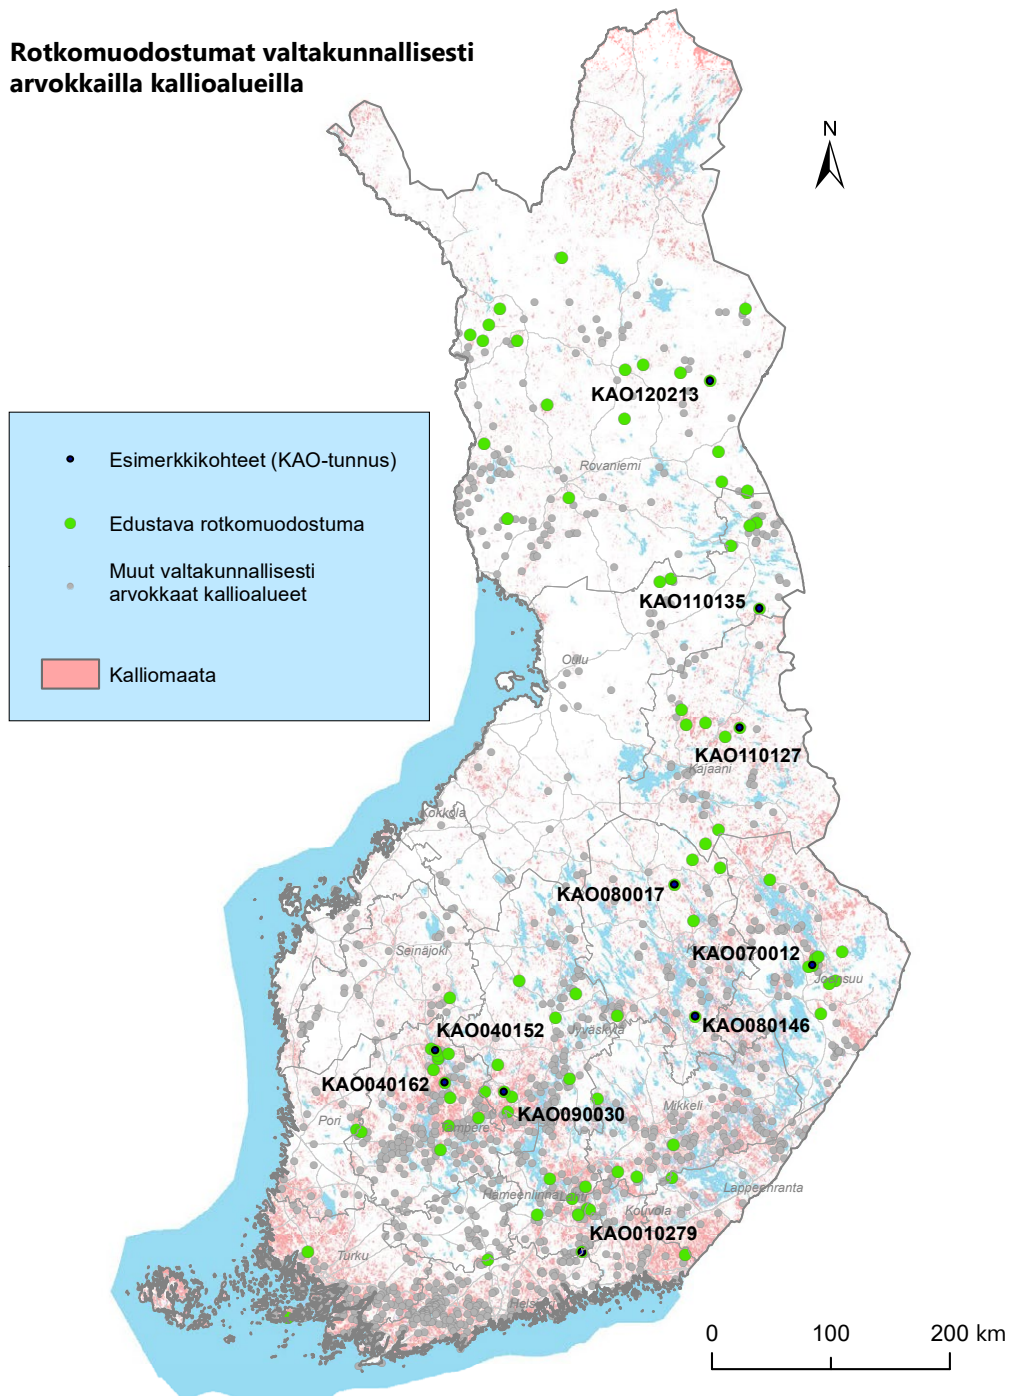 Rotkomuodostumat valtakunnallisesti
arvokkailla kallioalueilla
N
KAO120213
Esimerkkikohteet (KAO-tunnus)
Rovaniemi
Edustava rotkomuodostuma
Muut valtakunnallisesti
arvokkaat kallioalueet
KAO110135
Oulu
Kalliomaata
KAO110127
Kajaani
Kokkola
KAO080017
Seinäjoki
KAO070012
Joensuu
KAO080146
KAO040152
Jyväskylä
KAO040162
KAO090030
Mikkeli
Pori
Tampere
Lappeenranta
Hämeenlinna
Lahti
Kouvola
KAO010279
Turku
0 100 200 km